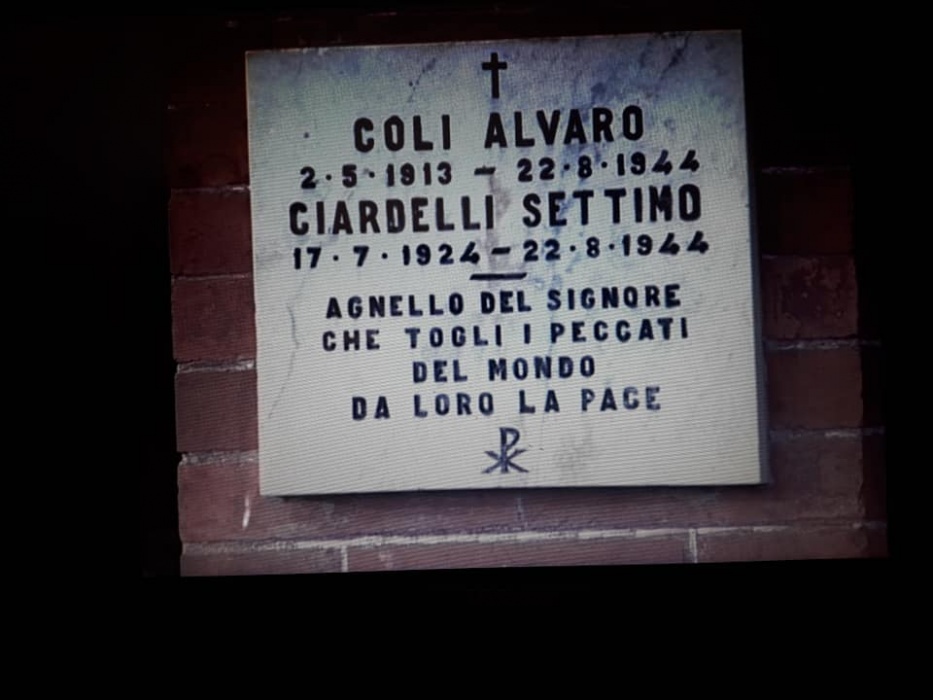 COLI ALVARO
2·5·1913 - 22·8·1944
CIARDELLI SETTIMO
17·7·1924 - 22·8·1944
AGNELLO DEL SIGNORE
CHE TOGLI I PECCATI
DEL MONDO
DA LORO LA PACE